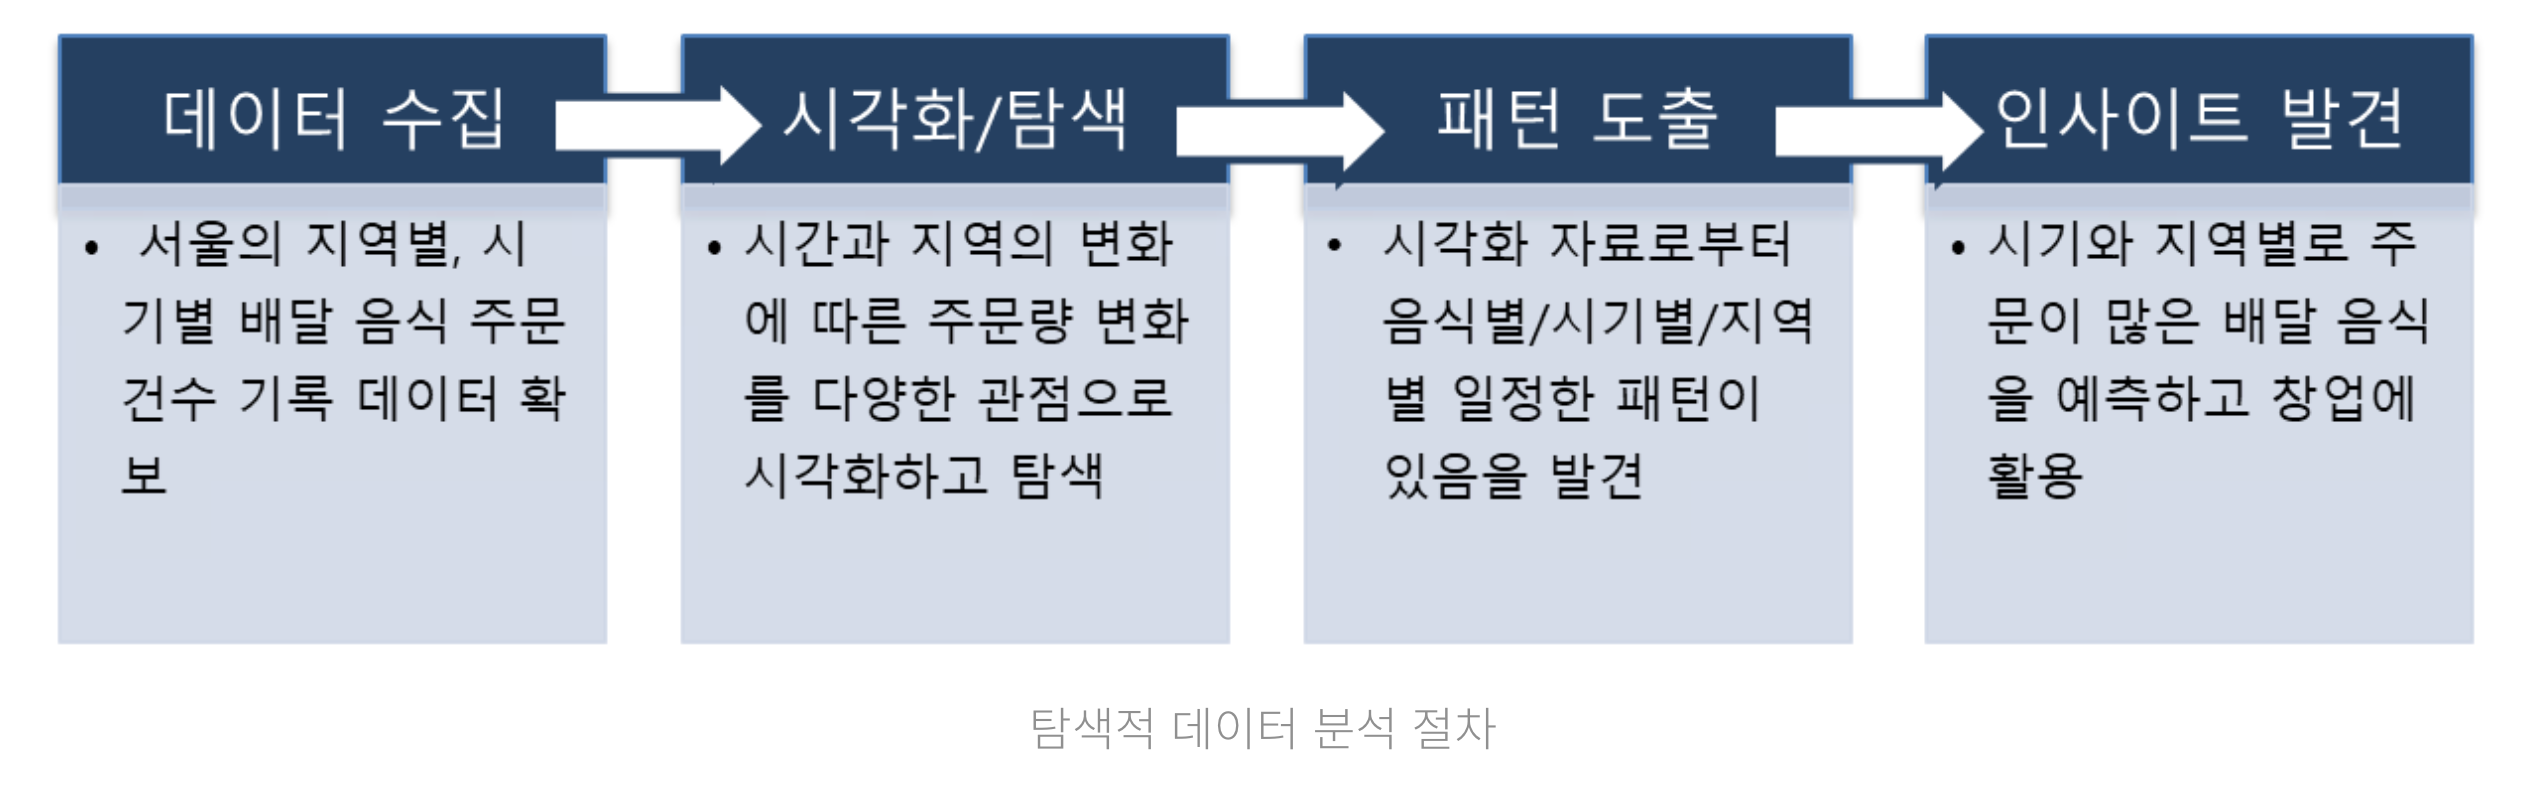 데이터 수집
• 서울의 지역별, 시
기별 배달 음식 주문
건수 기록 데이터 확
보
시각화/탐색
• 시간과 지역의 변화
에 따른 주문량 변화
를 다양한 관점으로
시각화하고 탐색
패턴 도출
• 시각화 자료로부터
음식별/시기별/지역
별 일정한 패턴이
있음을 발견
인사이트 발견
• 시기와 지역별로 주
문이 많은 배달 음식
을 예측하고 창업에
활용
탐색적 데이터 분석 절차